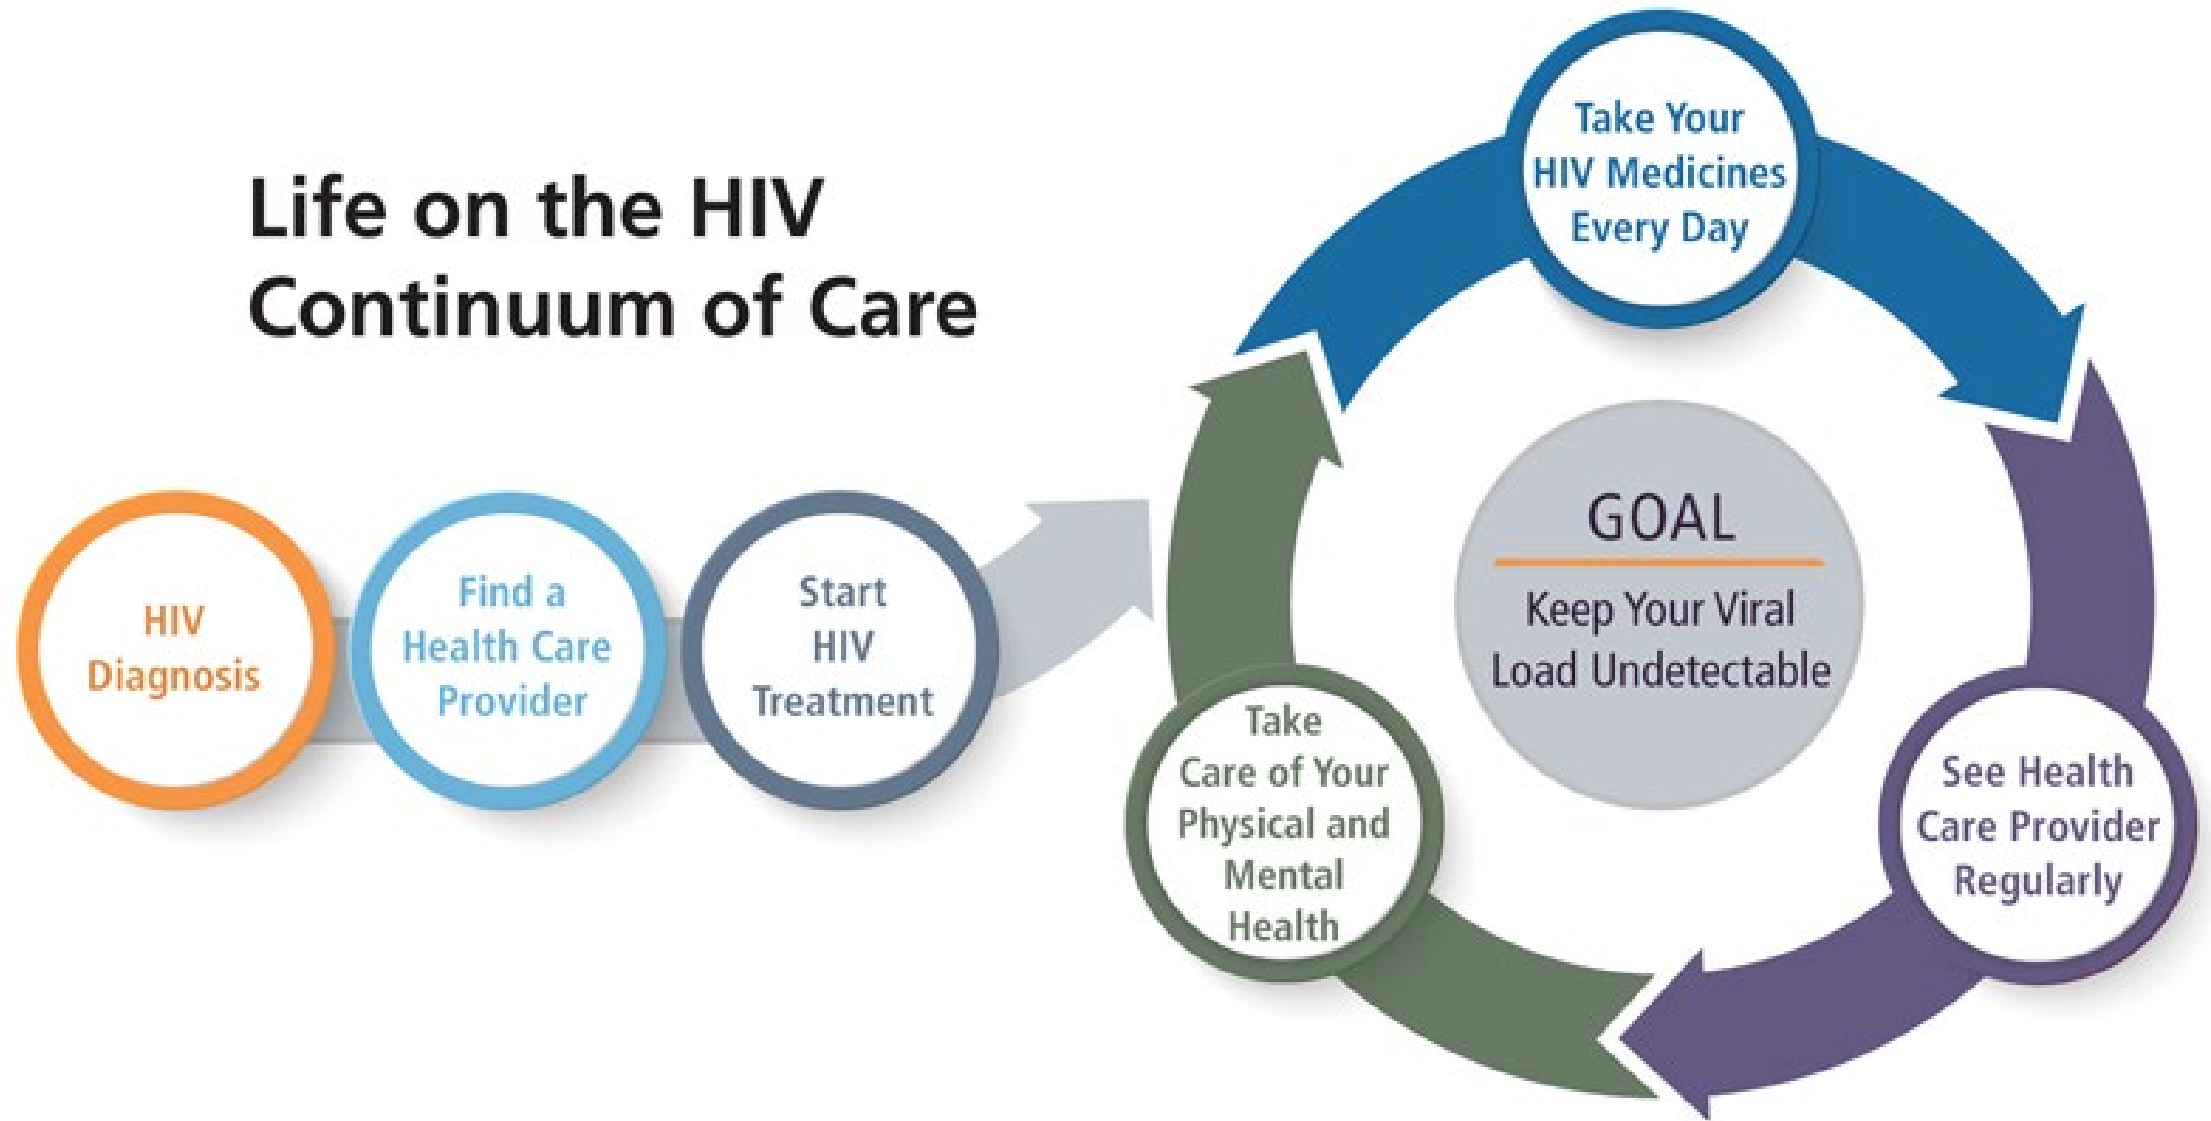 Life on the HIV
Continuum of Care
HIV
Diagnosis
Find a
Health Care
Provider
Start
HIV
Treatment
Take Your
HIV Medicines
Every Day
See Health
Care Provider
Regularly
Take
Care of Your
Physical and
Mental
Health
GOAL
Keep Your Viral
Load Undetectable